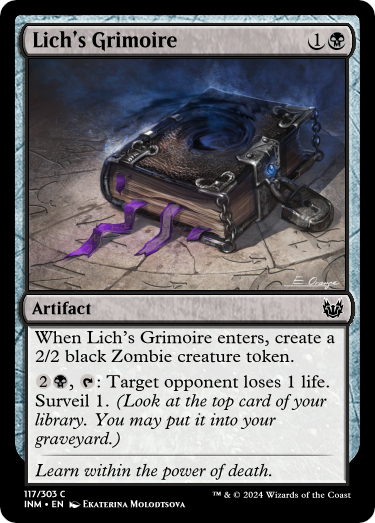 Lich's Grimoire 1
E Orange
Artifact
When Lich's Grimoire enters, create a
2/2 black Zombie creature token.
2, : Target opponent loses 1 life.
Surveil 1. (Look at the top card of your
library. You may put it into your
graveyard.)
Learn within the power of death.
117/303 C
INM • EN EKATERINA MOLODTSOVA
™ & © 2024 Wizards of the Coast